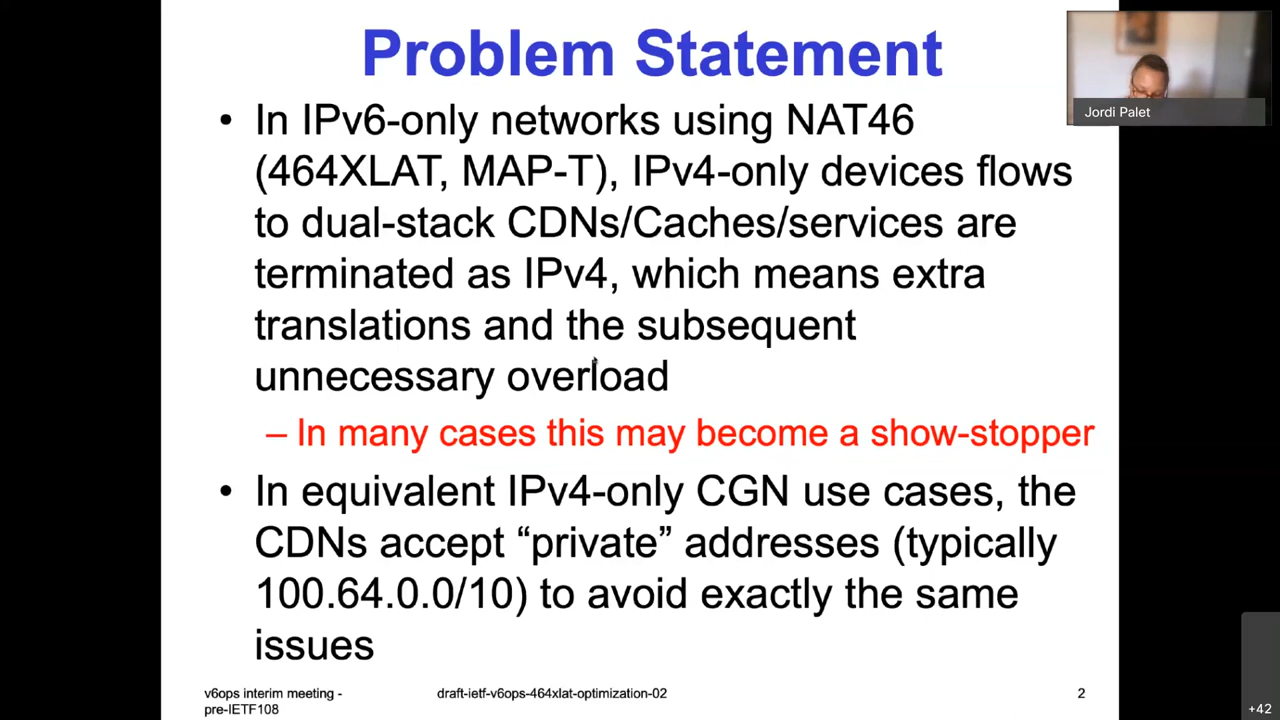 Problem Statement
Jordi Palet
• In IPv6-only networks using NAT46
(464XLAT, MAP-T), IPv4-only devices flows
to dual-stack CDNs/Caches/services are
terminated as IPv4, which means extra
translations and the subsequent
unnecessary overload
– In many cases this may become a show-stopper
• In equivalent IPv4-only CGN use cases, the
CDNs accept “private” addresses (typically
100.64.0.0/10) to avoid exactly the same
issues
v6ops interim meeting -
pre-IETF108
draft-ietf-v6ops-464xlat-optimization-02
2
+42